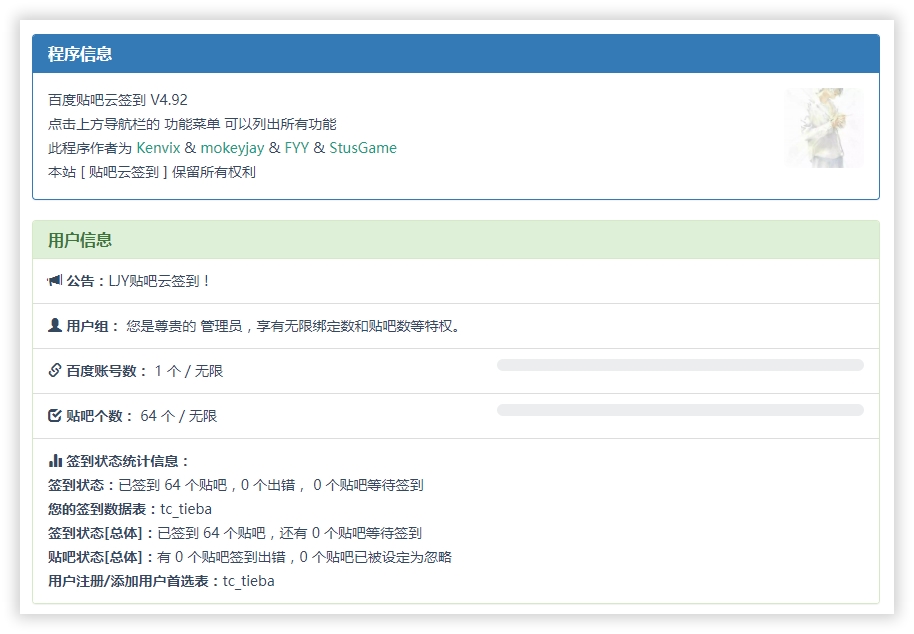 程序信息
百度贴吧云签到 V4.92
点击上方导航栏的 功能菜单 可以列出所有功能
此程序作者为 Kenvix & mokeyjay & FYY & StusGame
本站 [ 贴吧云签到 ] 保留所有权利
用户信息
公告：LJY贴吧云签到！
用户组： 您是尊贵的 管理员，享有无限绑定数和贴吧数等特权。
百度账号数： 1 个 / 无限
贴吧个数： 64 个 / 无限
签到状态统计信息：
签到状态：已签到 64 个贴吧，0 个出错， 0 个贴吧等待签到
您的签到数据表：tc_tieba
签到状态[总体]：已签到 64 个贴吧，还有 0 个贴吧等待签到
贴吧状态[总体]：有 0 个贴吧签到出错，0 个贴吧已被设定为忽略
用户注册/添加用户首选表：tc_tieba